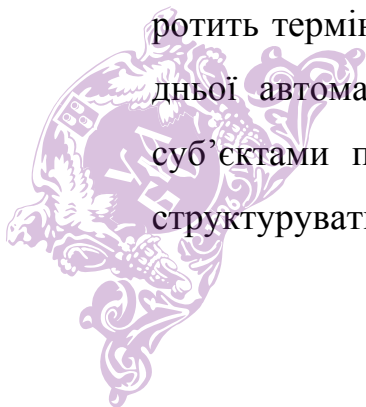 ротить термін
дньої автома
суб’єктами п
структуруват